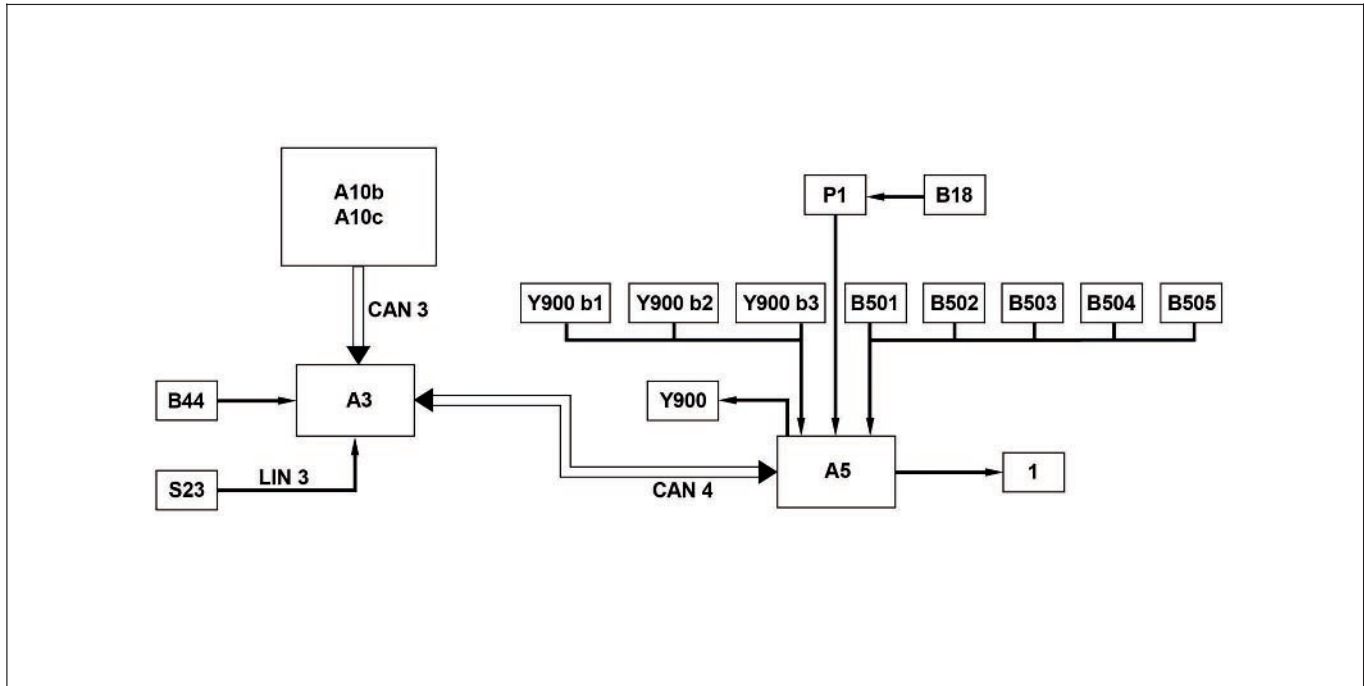 A10b
A10c
P1
B18
CAN 3
Y900 b1
Y900 b2
Y900 b3
B501
B502
B503
B504
B505
B44
A3
Y900
S23
LIN 3
CAN 4
A5
1